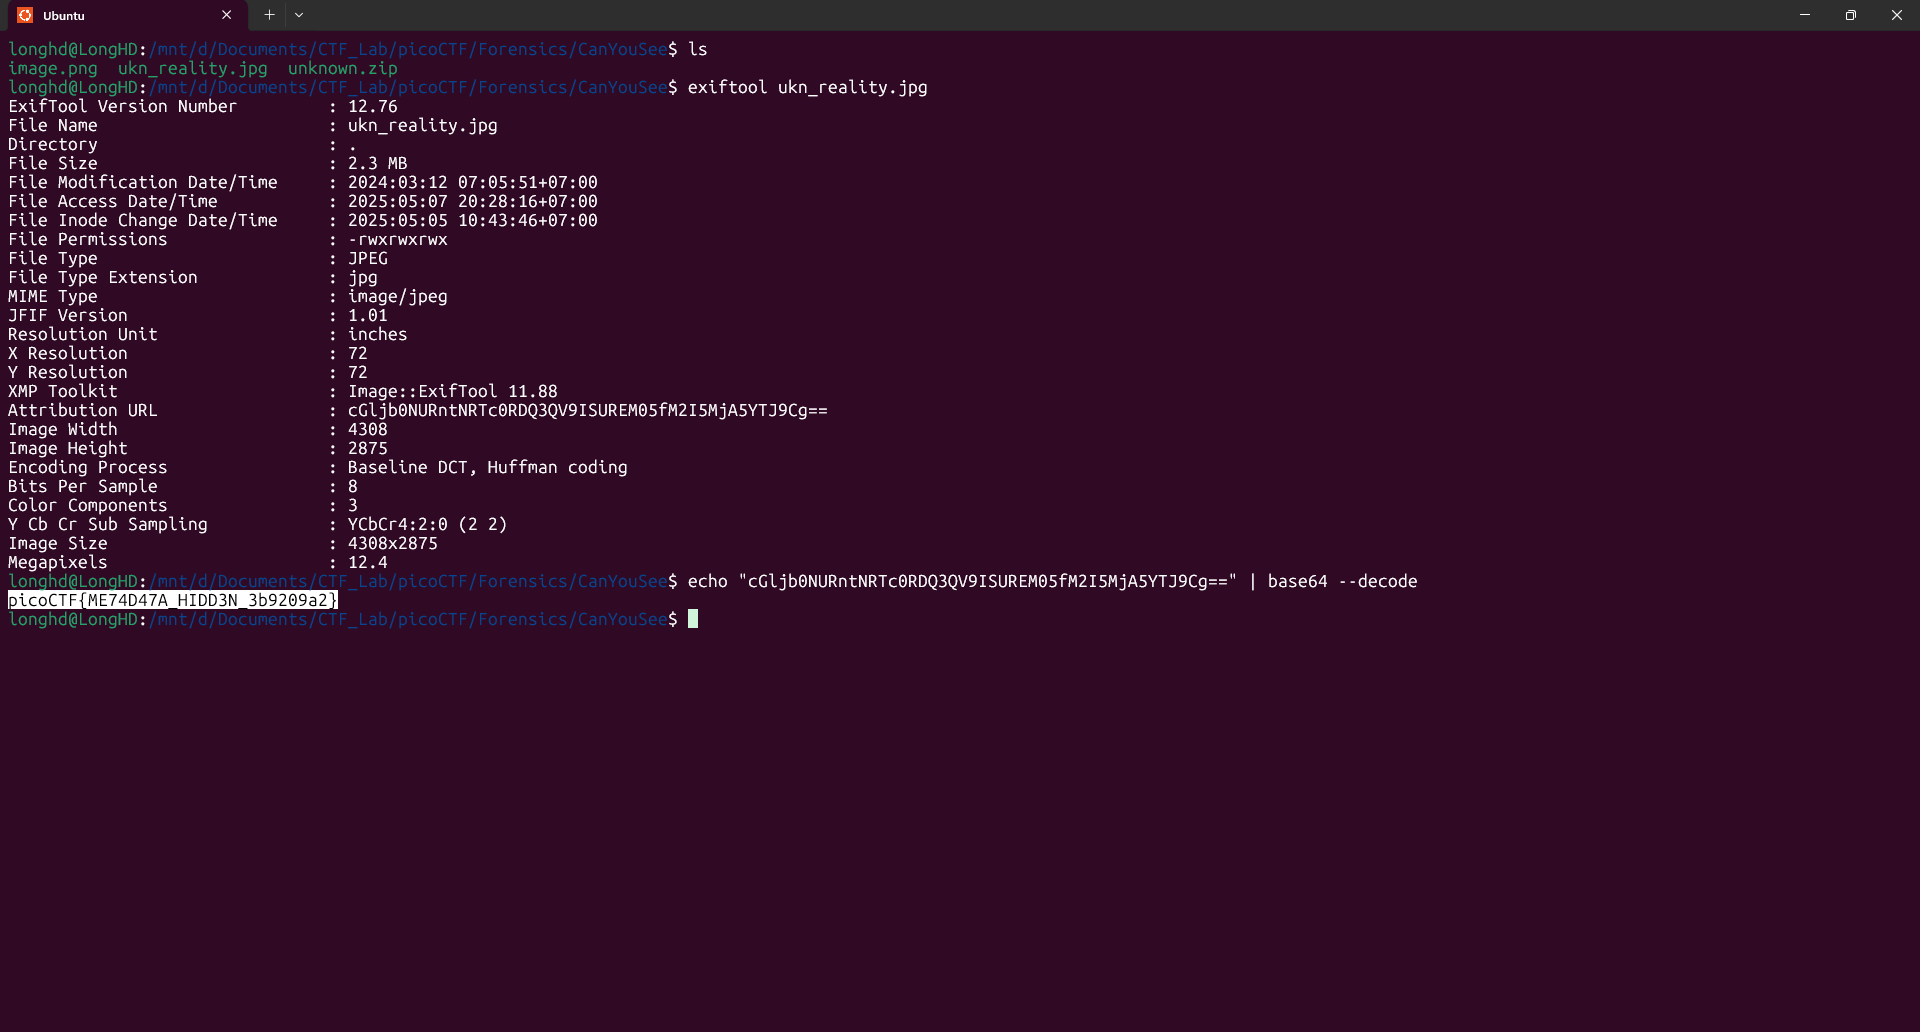 Ubuntu
longhd@LongHD:/mnt/d/Documents/CTF_Lab/picoCTF/Forensics/CanYouSee$ ls
image.png  ukn_reality.jpg  unknown.zip
longhd@LongHD:/mnt/d/Documents/CTF_Lab/picoCTF/Forensics/CanYouSee$ exiftool ukn_reality.jpg
ExifTool Version Number         : 12.76
File Name                       : ukn_reality.jpg
Directory                       : .
File Size                       : 2.3 MB
File Modification Date/Time     : 2024:03:12 07:05:51+07:00
File Access Date/Time           : 2025:05:07 20:28:16+07:00
File Inode Change Date/Time     : 2025:05:05 10:43:46+07:00
File Permissions                : -rwxrwxrwx
File Type                       : JPEG
File Type Extension             : jpg
MIME Type                       : image/jpeg
JFIF Version                    : 1.01
Resolution Unit                 : inches
X Resolution                    : 72
Y Resolution                    : 72
XMP Toolkit                     : Image::ExifTool 11.88
Attribution URL                 : cGljb0NURntNRTc0RDQ3QV9ISUREM05fM2I5MjA5YTJ9Cg==
Image Width                     : 4308
Image Height                    : 2875
Encoding Process                : Baseline DCT, Huffman coding
Bits Per Sample                 : 8
Color Components                : 3
Y Cb Cr Sub Sampling            : YCbCr4:2:0 (2 2)
Image Size                      : 4308x2875
Megapixels                      : 12.4
longhd@LongHD:/mnt/d/Documents/CTF_Lab/picoCTF/Forensics/CanYouSee$ echo "cGljb0NURntNRTc0RDQ3QV9ISUREM05fM2I5MjA5YTJ9Cg==" | base64 --decode
picoCTF{ME74D47A_HIDD3N_3b9209a2}
longhd@LongHD:/mnt/d/Documents/CTF_Lab/picoCTF/Forensics/CanYouSee$